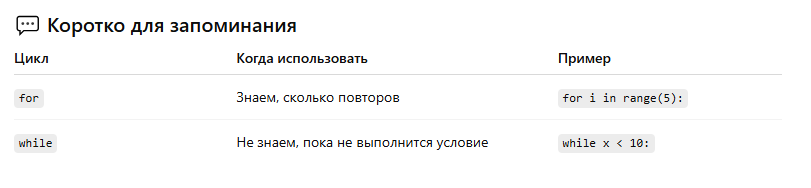 Коротко для запоминания
Цикл Когда использовать Пример
for Знаем, сколько повторов for i in range(5):
while Не знаем, пока не выполнится условие while x < 10: